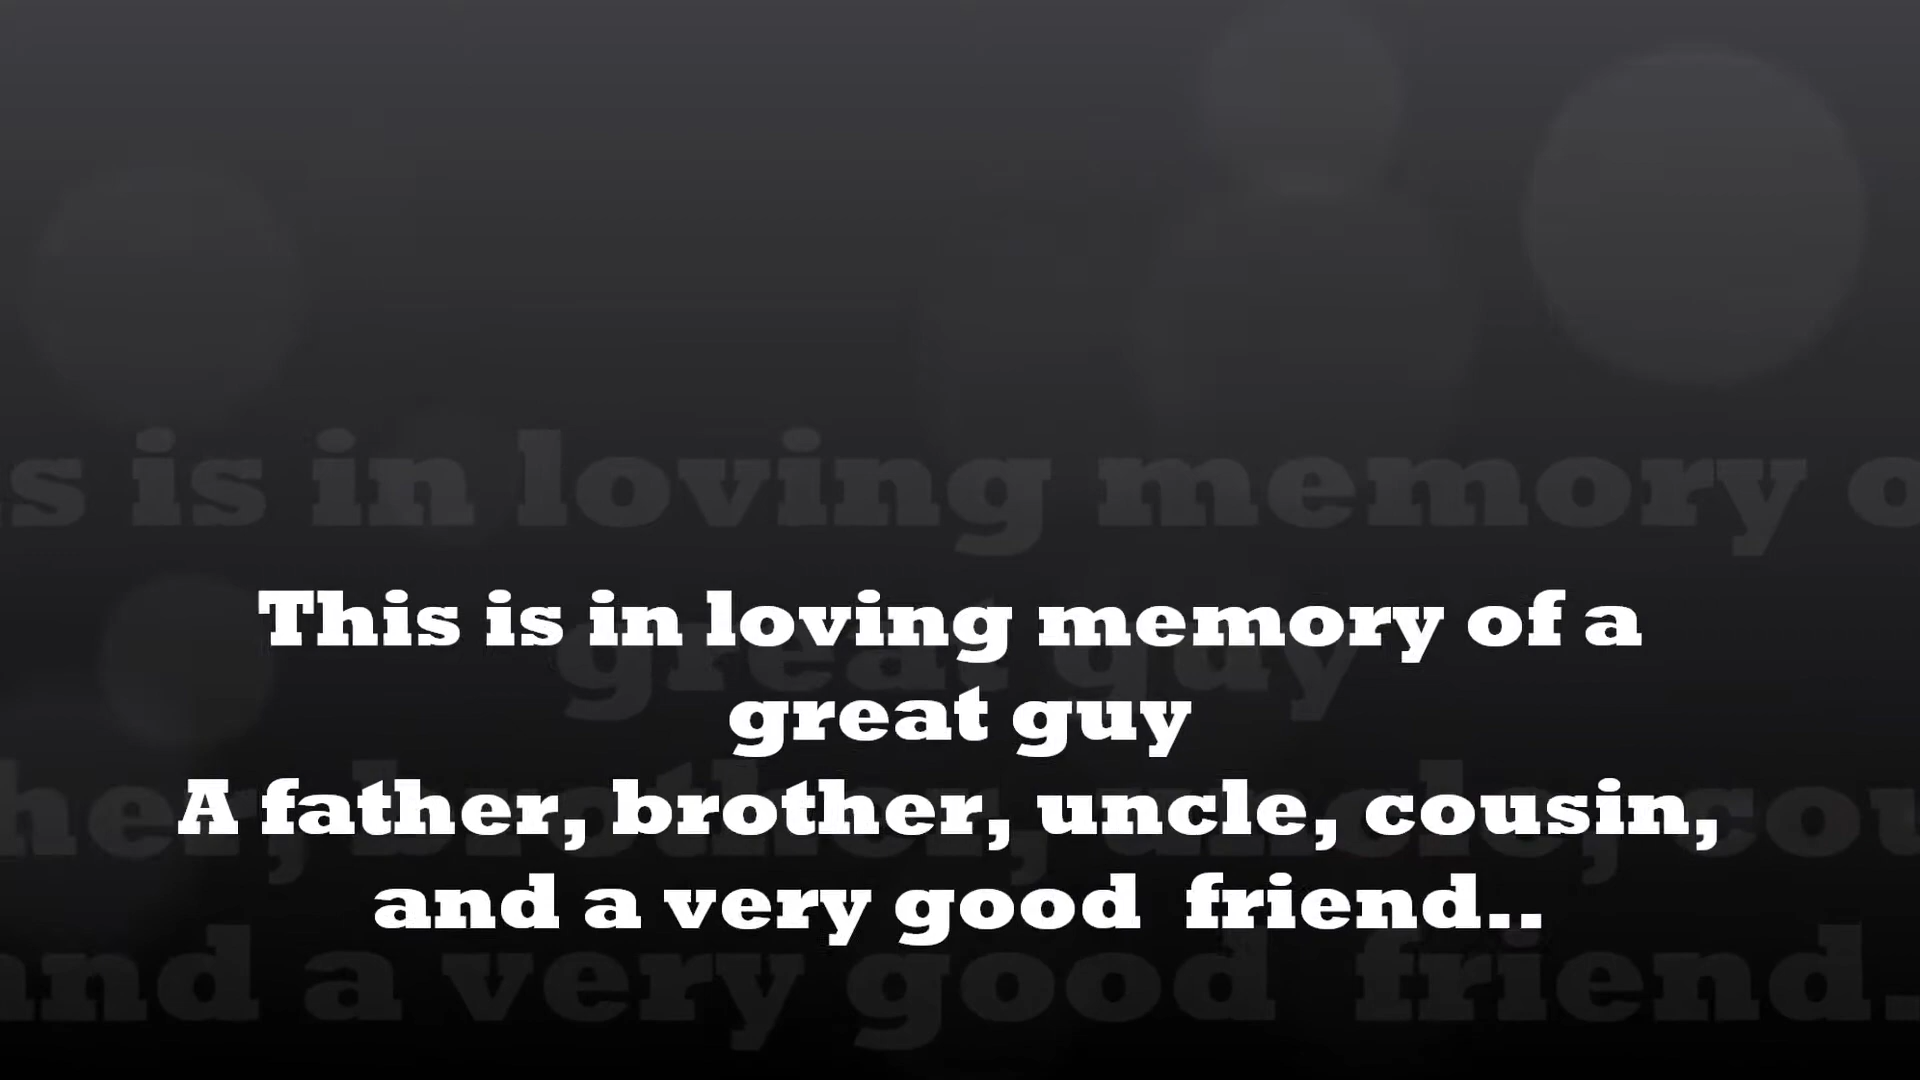 This is in loving memory of a
great guy
A father, brother, uncle, cousin,
and a very good  friend..